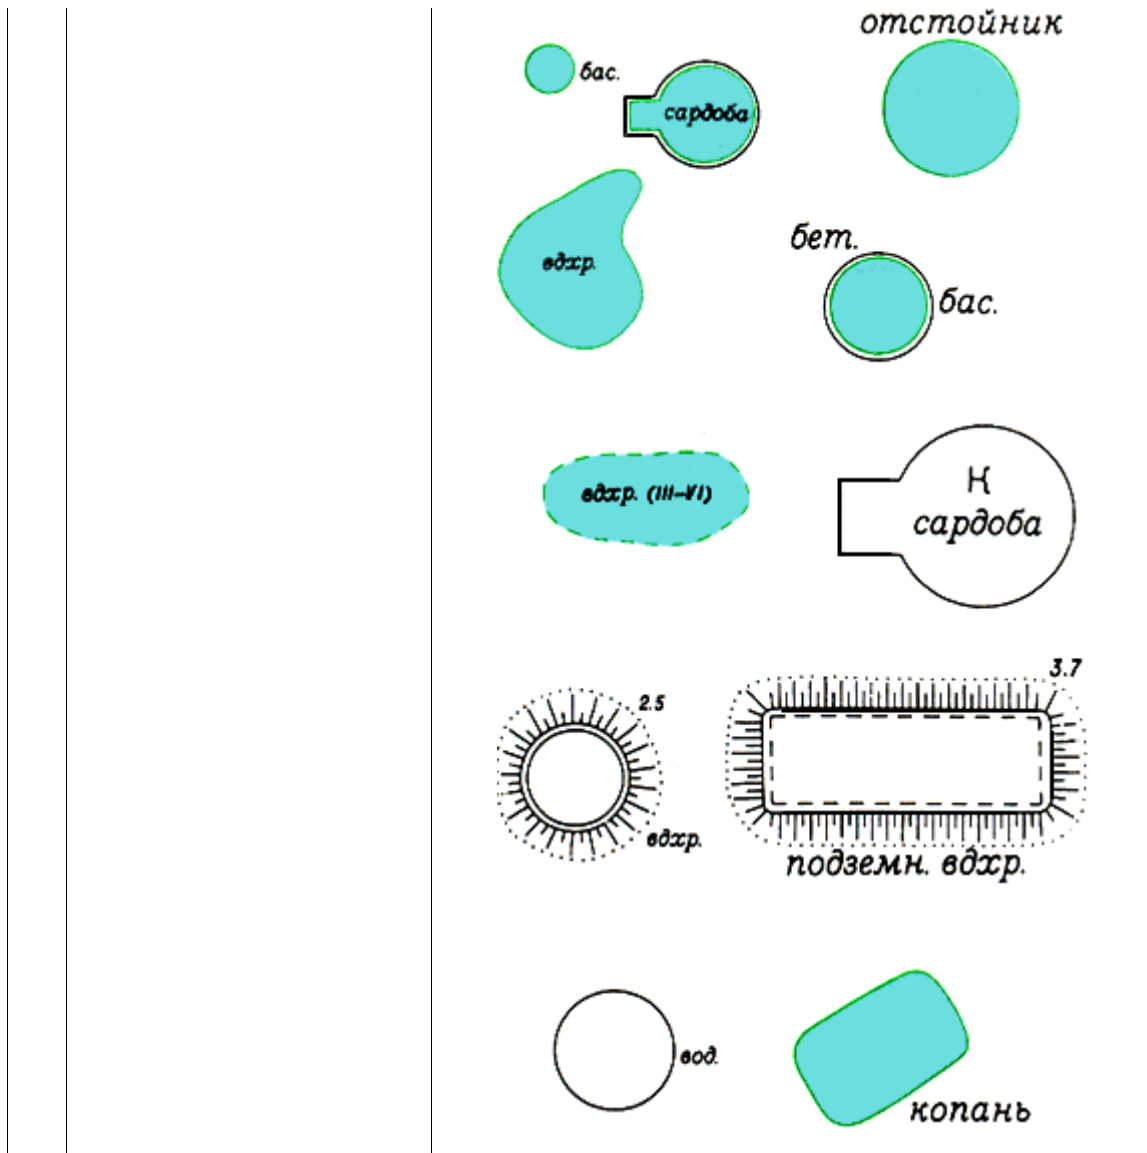 отстойник
бас.
сардоба
бет.
вдхр.
бас.
вдхр. (III–VI)
К
сардоба
3.7
2.5
вдхр.
подземн. вдхр.
вод.
копань